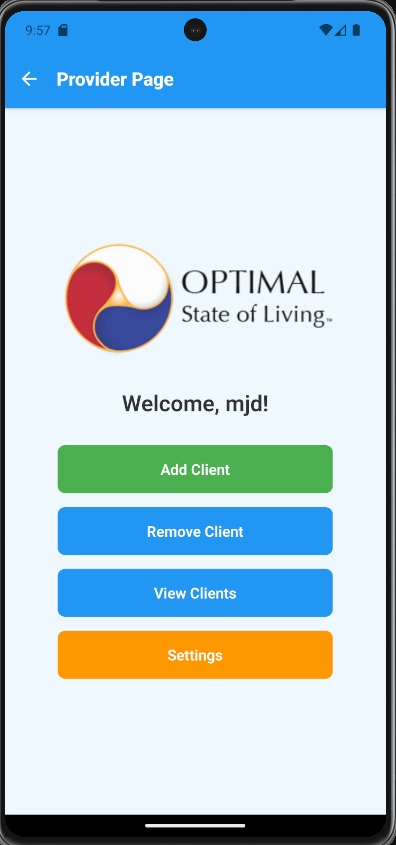 9:57
Provider Page
OPTIMAL
State of Living™
Welcome, mjd!
Add Client
Remove Client
View Clients
Settings